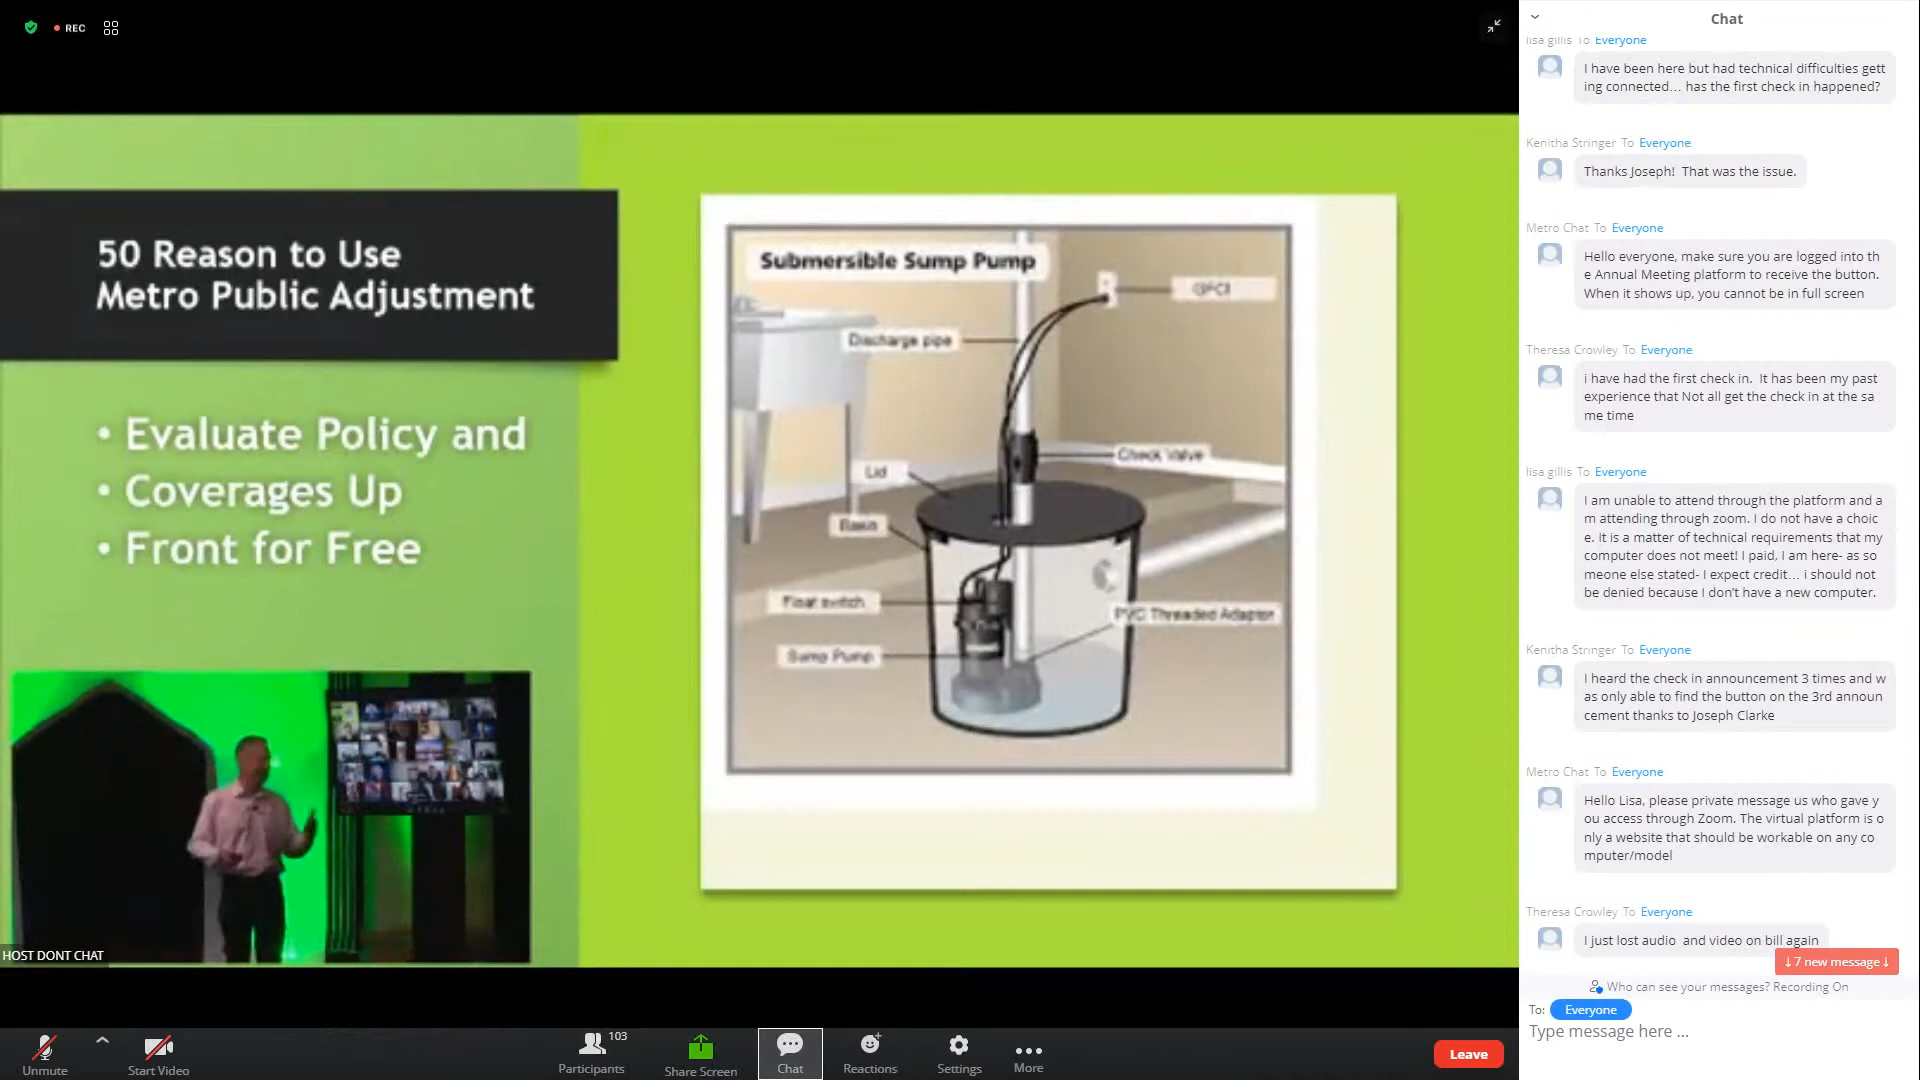 REC
50 Reason to Use
Metro Public Adjustment
• Evaluate Policy and
• Coverages Up
• Front for Free
Submersible Sump Pump
GFCI
Discharge pipe
Check Valve
Lid
Basin
Float switch
PVC Threaded Adaptor
Sump Pump
HOST DONT CHAT
Unmute
Start Video
Participants
103
Share Screen
Chat
Reactions
Settings
More
Leave
Chat
lisa gillis To Everyone
I have been here but had technical difficulties gett
ing connected... has the first check in happened?
Kenitha Stringer To Everyone
Thanks Joseph! That was the issue.
Metro Chat To Everyone
Hello everyone, make sure you are logged into th
e Annual Meeting platform to receive the button.
When it shows up, you cannot be in full screen
Theresa Crowley To Everyone
i have had the first check in. It has been my past
experience that Not all get the check in at the sa
me time
lisa gillis To Everyone
I am unable to attend through the platform and a
m attending through zoom. I do not have a choic
e. it is a matter of technical requirements that my
computer does not meet! I paid, I am here- as so
meone else stated- I expect credit... i should not
be denied because I don't have a new computer.
Kenitha Stringer To Everyone
I heard the check in announcement 3 times and w
as only able to find the button on the 3rd announ
cement thanks to Joseph Clarke
Metro Chat To Everyone
Hello Lisa, please private message us who gave y
ou access through Zoom. The virtual platform is o
nly a website that should be workable on any co
mputer/model
Theresa Crowley To Everyone
I just lost audio and video on bill again
↓7 new message↓
Who can see your messages? Recording On
To: Everyone
Type message here ...